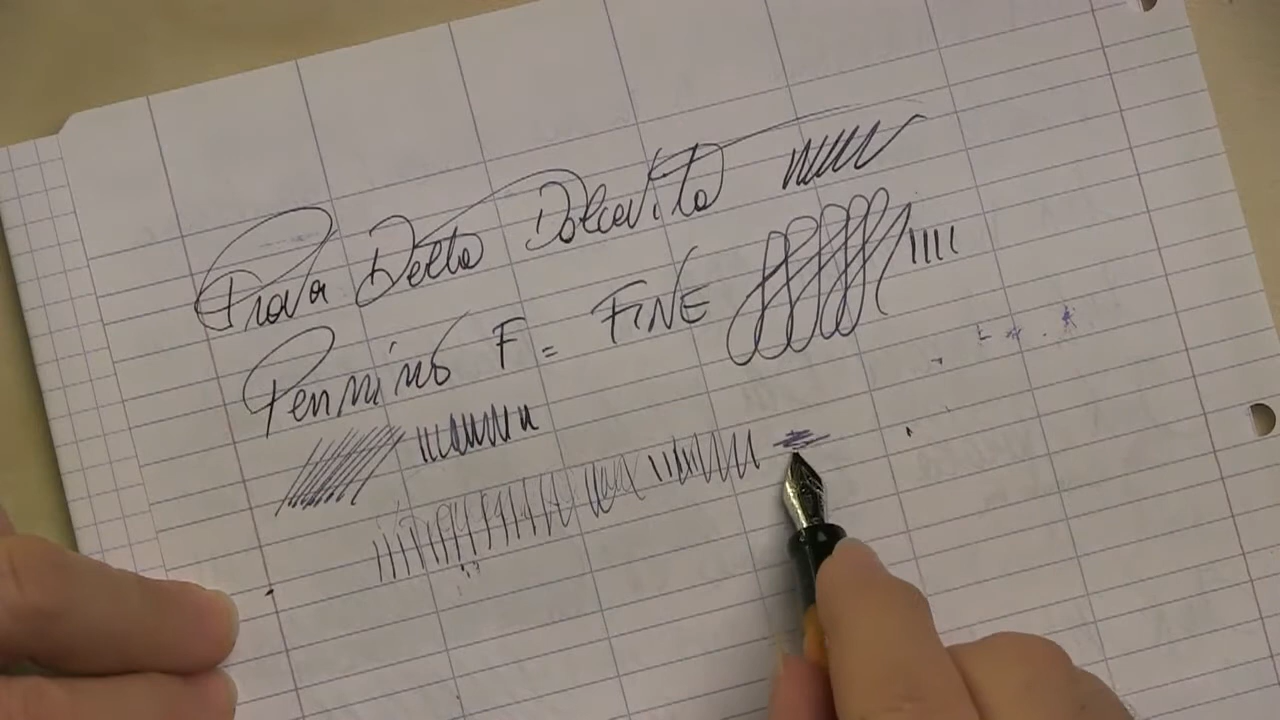 Prova Della Dolcevita
Pennino F = FINE